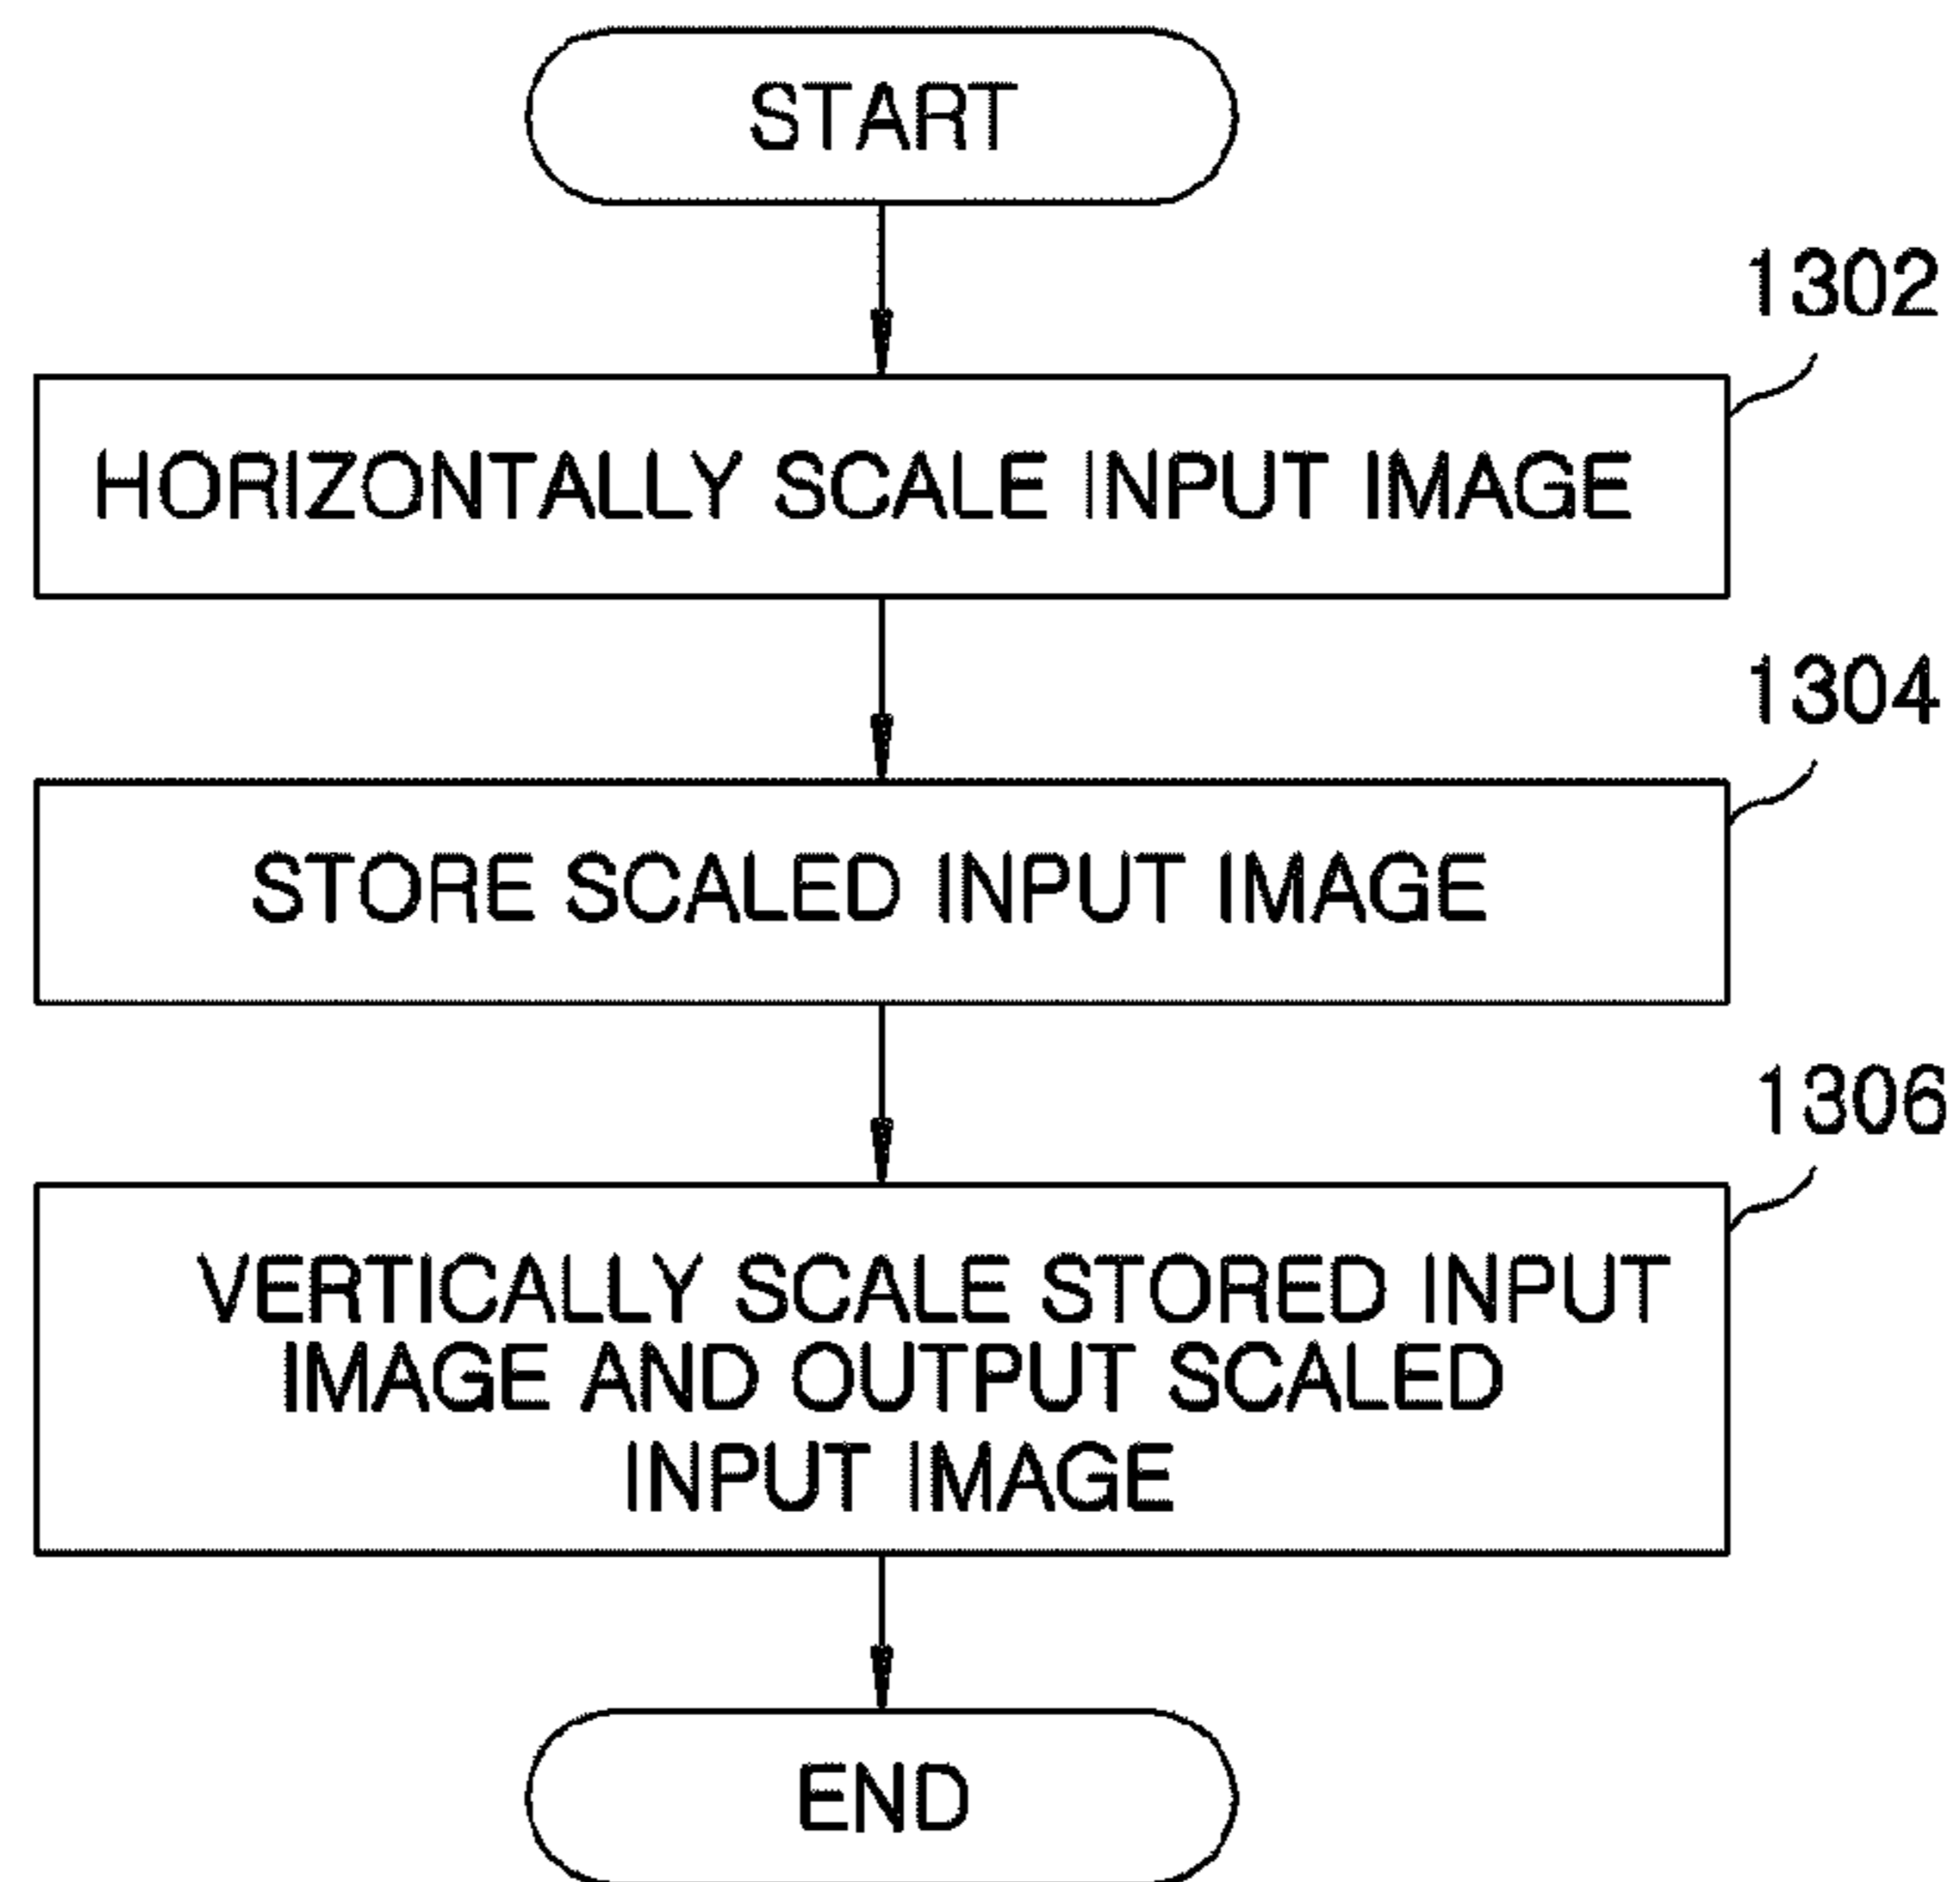 START
1302
HORIZONTALLY SCALE INPUT IMAGE
1304
STORE SCALED INPUT IMAGE
1306
VERTICALLY SCALE STORED INPUT
IMAGE AND OUTPUT SCALED
INPUT IMAGE
END